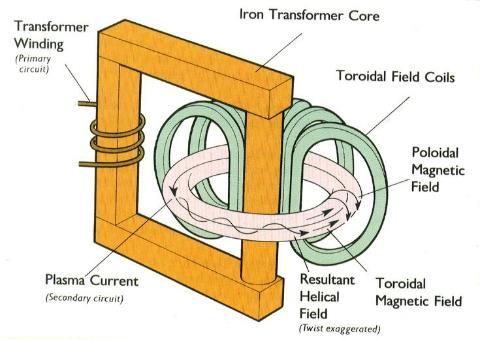 Iron Transformer Core
Transformer
Winding
(Primary
circuit)
Toroidal Field Coils
Poloidal
Magnetic
Field
Plasma Current
(Secondary circuit)
Resultant
Helical
Field
(Twist exaggerated)
Toroidal
Magnetic Field